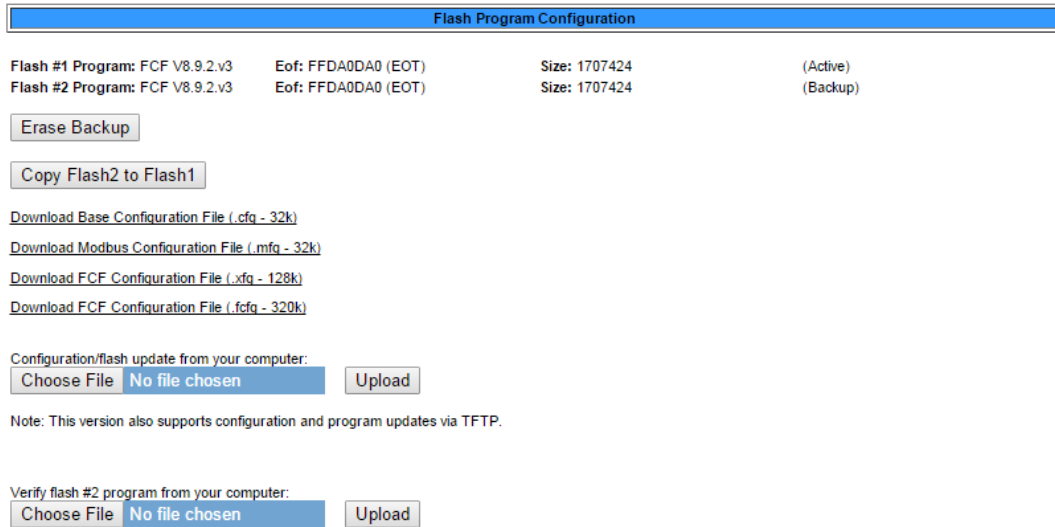 Flash Program Configuration
Flash #1 Program: FCF V8.9.2.v3 Eof: FFDA0DA0 (EOT) Size: 1707424 (Active)
Flash #2 Program: FCF V8.9.2.v3 Eof: FFDA0DA0 (EOT) Size: 1707424 (Backup)
Erase Backup
Copy Flash2 to Flash1
Download Base Configuration File (.cfg - 32k)
Download Modbus Configuration File (.mfg - 32k)
Download FCF Configuration File (.xfg - 128k)
Download FCF Configuration File (.fcfg - 320k)
Configuration/flash update from your computer:
Choose File No file chosen Upload
Note: This version also supports configuration and program updates via TFTP.
Verify flash #2 program from your computer:
Choose File No file chosen Upload